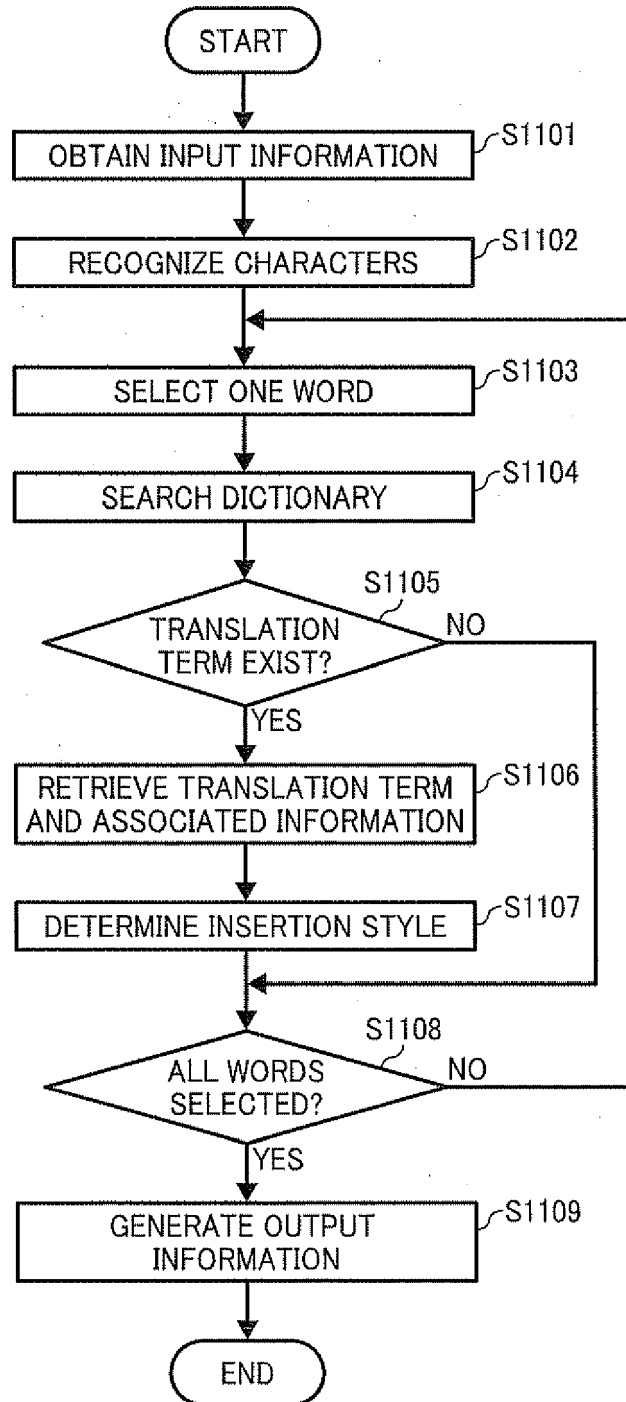 START
S1101
OBTAIN INPUT INFORMATION
S1102
RECOGNIZE CHARACTERS
S1103
SELECT ONE WORD
S1104
SEARCH DICTIONARY
S1105
TRANSLATION
TERM EXIST?
NO
YES
S1106
RETRIEVE TRANSLATION TERM
AND ASSOCIATED INFORMATION
S1107
DETERMINE INSERTION STYLE
S1108
ALL WORDS
SELECTED?
NO
YES
S1109
GENERATE OUTPUT
INFORMATION
END